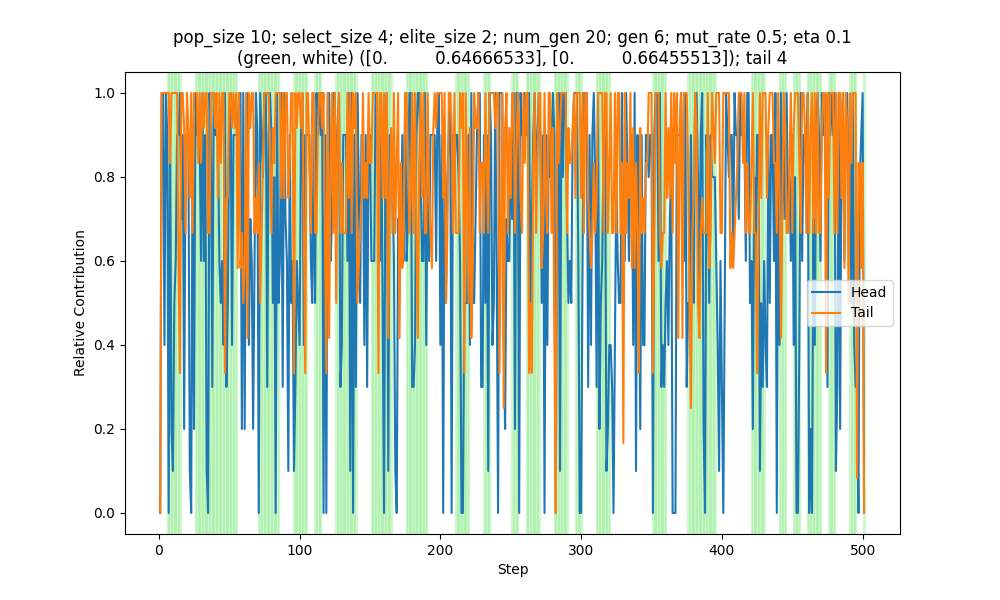 pop_size 10; select_size 4; elite_size 2; num_gen 20; gen 6; mut_rate 0.5; eta 0.1
(green, white) ([0.         0.64666533], [0.         0.66455513]); tail 4
1.0
0.8
0.6
0.4
0.2
0.0
Relative Contribution
Head
Tail
0
100
200
300
400
500
Step